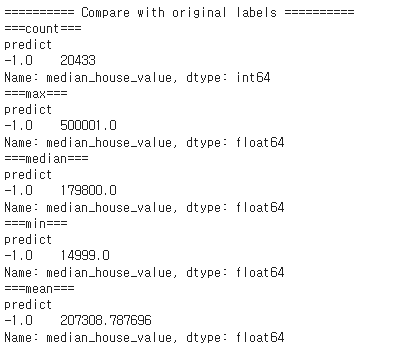 ========== Compare with original labels ==========
===count===
predict
-1.0    20433
Name: median_house_value, dtype: int64
===max===
predict
-1.0    500001.0
Name: median_house_value, dtype: float64
===median===
predict
-1.0    179800.0
Name: median_house_value, dtype: float64
===min===
predict
-1.0    14999.0
Name: median_house_value, dtype: float64
===mean===
predict
-1.0    207308.787696
Name: median_house_value, dtype: float64